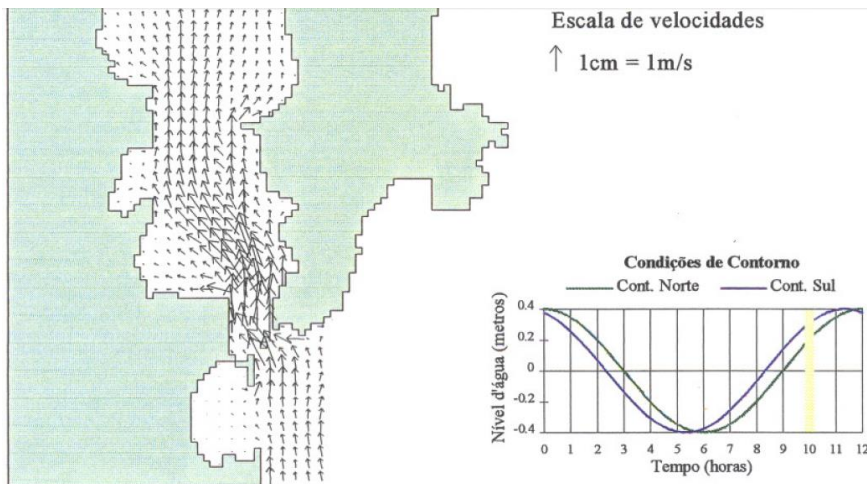 Escala de velocidades
1cm = 1m/s
Condições de Contorno
Cont. Norte Cont. Sul
Nível d'água (metros)
0.4
0.2
0
-0.2
-0.4
0 1 2 3 4 5 6 7 8 9 10 11 12
Tempo (horas)